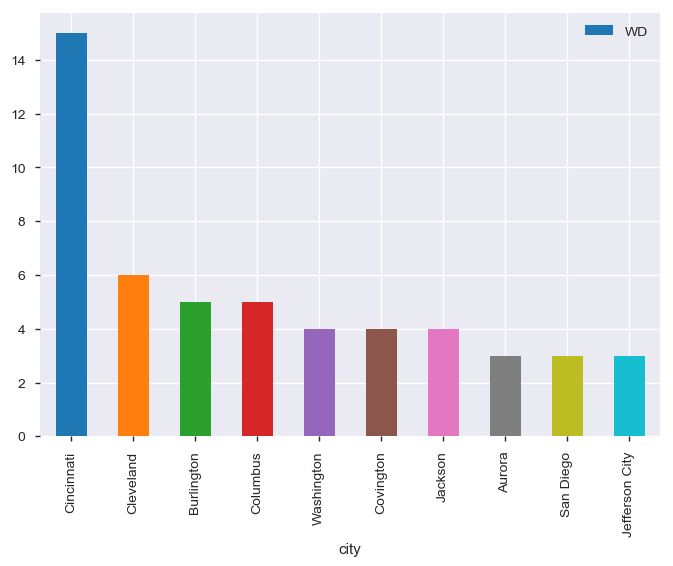 WD
14
12
10
8
6
4
2
0
Cincinnati
Cleveland
Burlington
Columbus
Washington
Covington
Jackson
Aurora
San Diego
Jefferson City
city